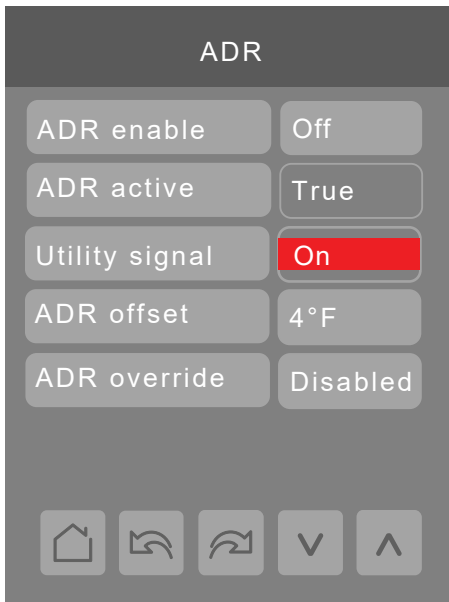 ADR
ADR enable Off
ADR active True
Utility signal On
ADR offset 4°F
ADR override Disabled